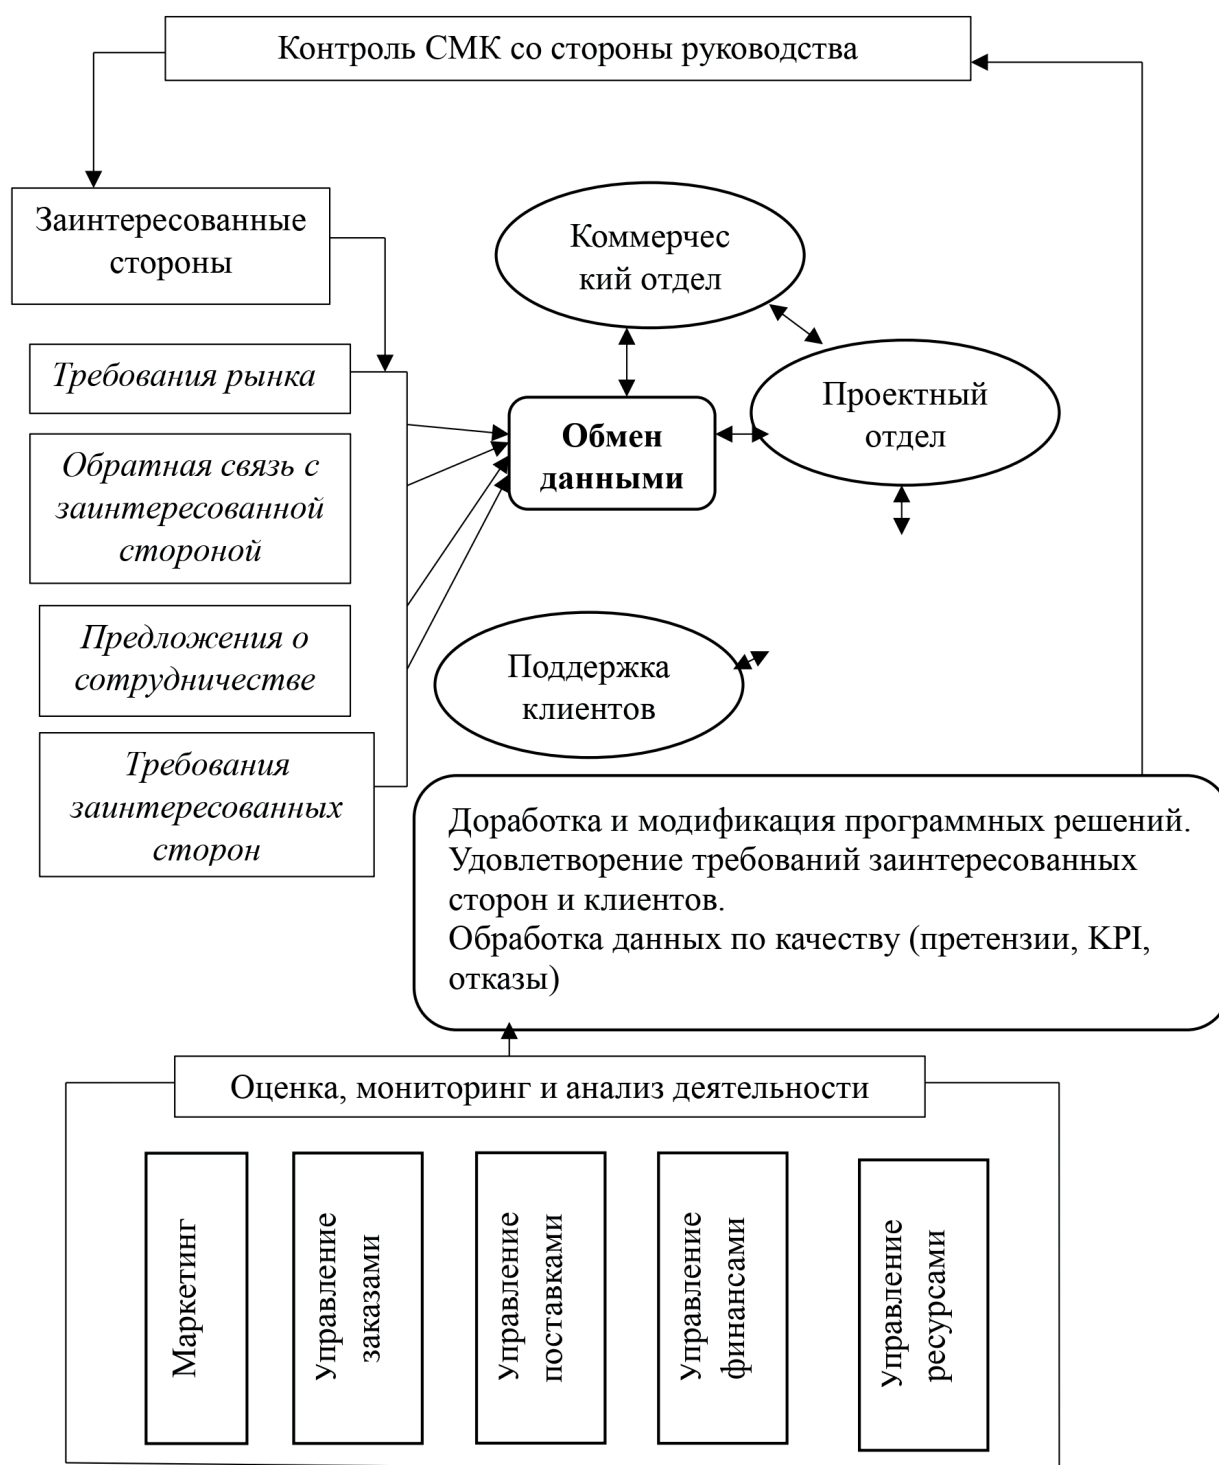 Контроль СМК со стороны руководства
Заинтересованные
стороны
Коммерчес
кий отдел
Требования рынка
Проектный
отдел
Обмен
данными
Обратная связь с
заинтересованной
стороной
Предложения о
сотрудничестве
Поддержка
клиентов
Требования
заинтересованных
сторон
Доработка и модификация программных решений.
Удовлетворение требований заинтересованных
сторон и клиентов.
Обработка данных по качеству (претензии, KPI,
отказы)
Оценка, мониторинг и анализ деятельности
Маркетинг
Управление
заказами
Управление
поставками
Управление
финансами
Управление
ресурсами